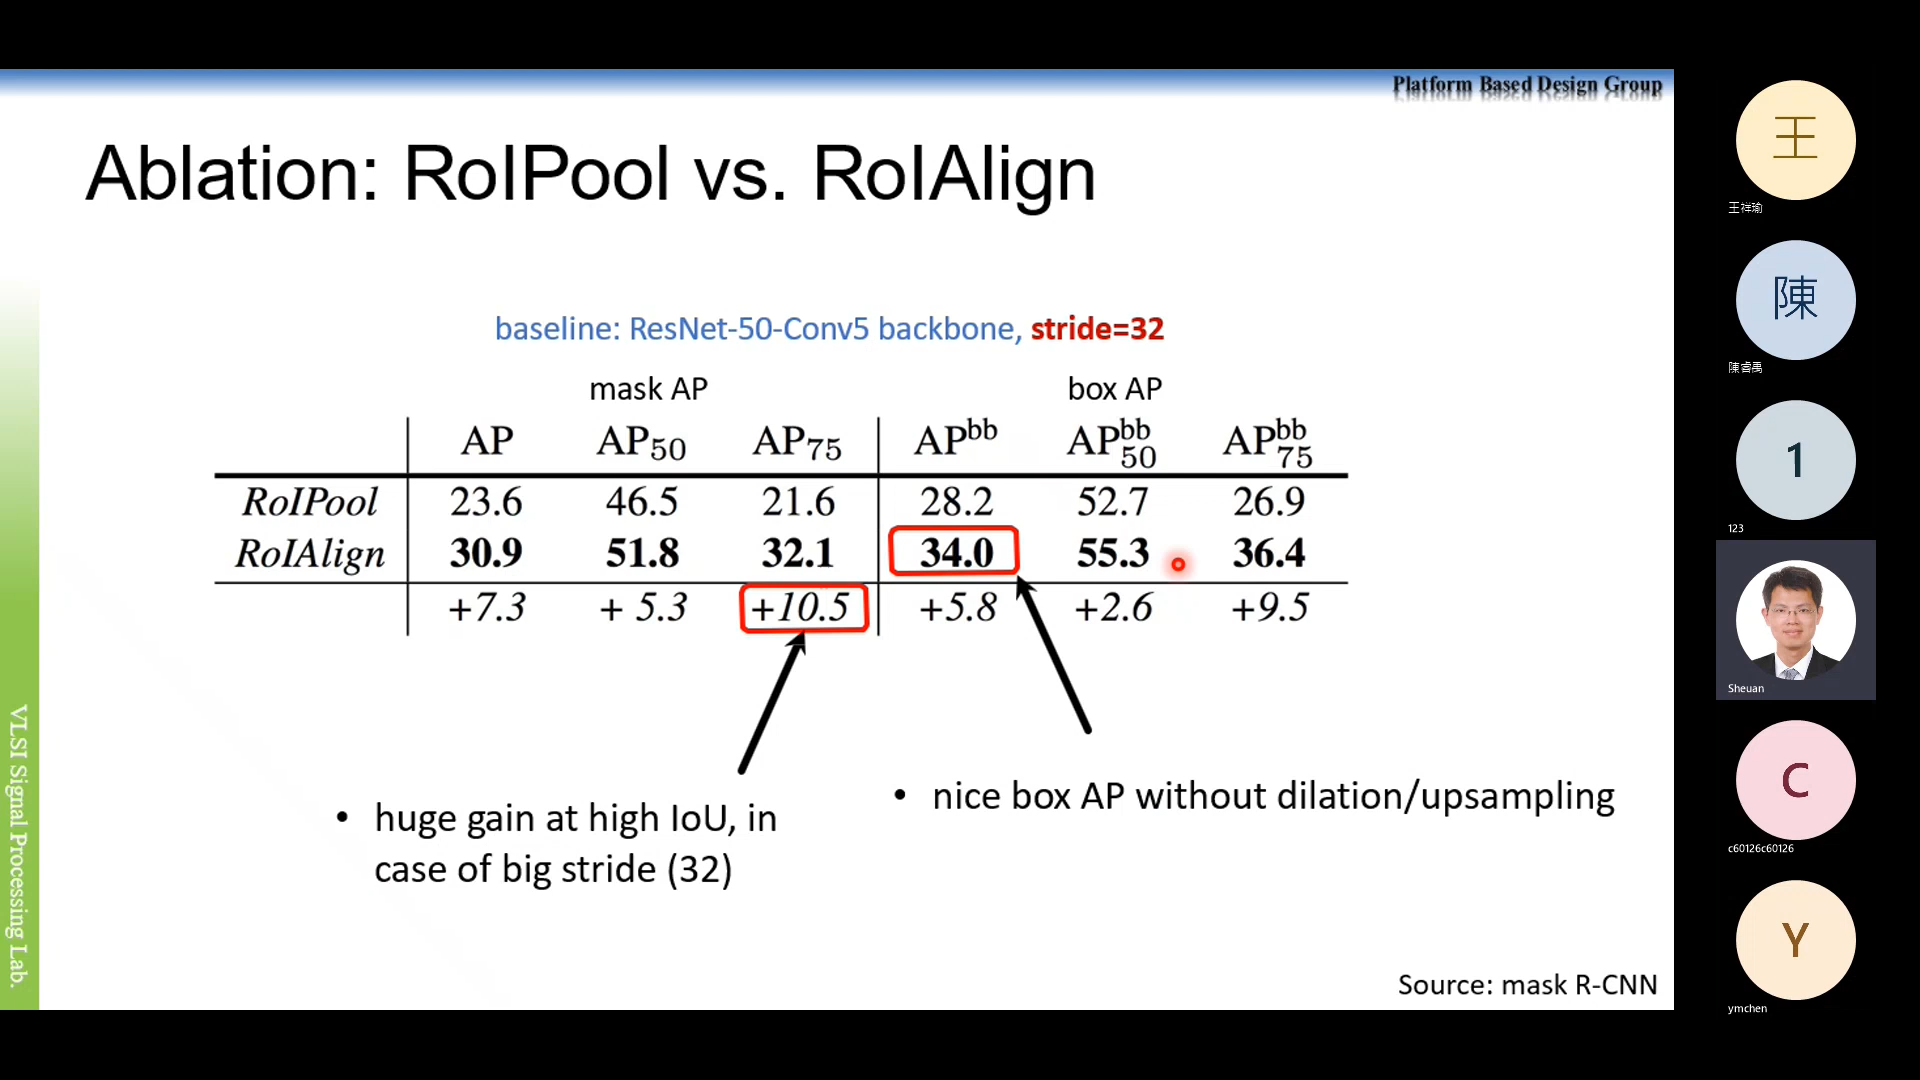 Platform Based Design Group
Ablation: RoIPool vs. RoIAlign
baseline: ResNet-50-Conv5 backbone, stride=32
mask AP box AP
AP AP50 AP75 APbb APbb50 APbb75
RoIPool 23.6 46.5 21.6 28.2 52.7 26.9
RoIAlign 30.9 51.8 32.1 34.0 55.3 36.4
+7.3 + 5.3 +10.5 +5.8 +2.6 +9.5
• huge gain at high IoU, in
case of big stride (32)
• nice box AP without dilation/upsampling
Source: mask R-CNN
VLSI Signal Processing Lab.
王
王祥瑜
陳
陳睿禹
1
123
Sheuan
C
c60126c60126
Y
ymchen